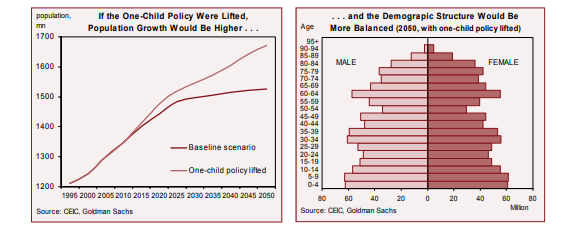 If the One-Child Policy Were Lifted,
Population Growth Would be Higher . . .
population,
mn
1700
1600
1500
1400
1300
1200
Baseline scenario
One-child policy lifted
1995 2000 2005 2010 2015 2020 2025 2030 2035 2040 2045 2050
Source: CEIC, Goldman Sachs
. . . and the Demograpic Structure Would Be
More Balanced (2050, with one-child policy lifted)
Age
95+
90-94
85-89
80-84
75-79
70-75
65-69
60-64
55-59
50-54
45-49
40-44
35-39
30-34
25-29
20-24
15-19
10-14
5-9
0-4
MALE
FEMALE
80 60 40 20 0 20 40 60 80
Million
Source: CEIC, Goldman Sachs